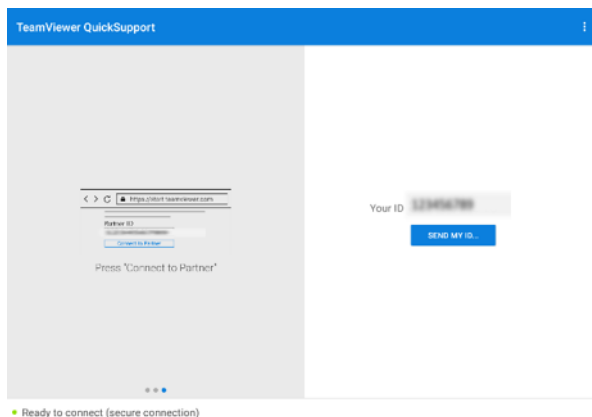 TeamViewer QuickSupport
https://start.teamviewer.com
Partner ID
Connect to Partner
Press "Connect to Partner"
Your ID
SEND MY ID...
Ready to connect (secure connection)